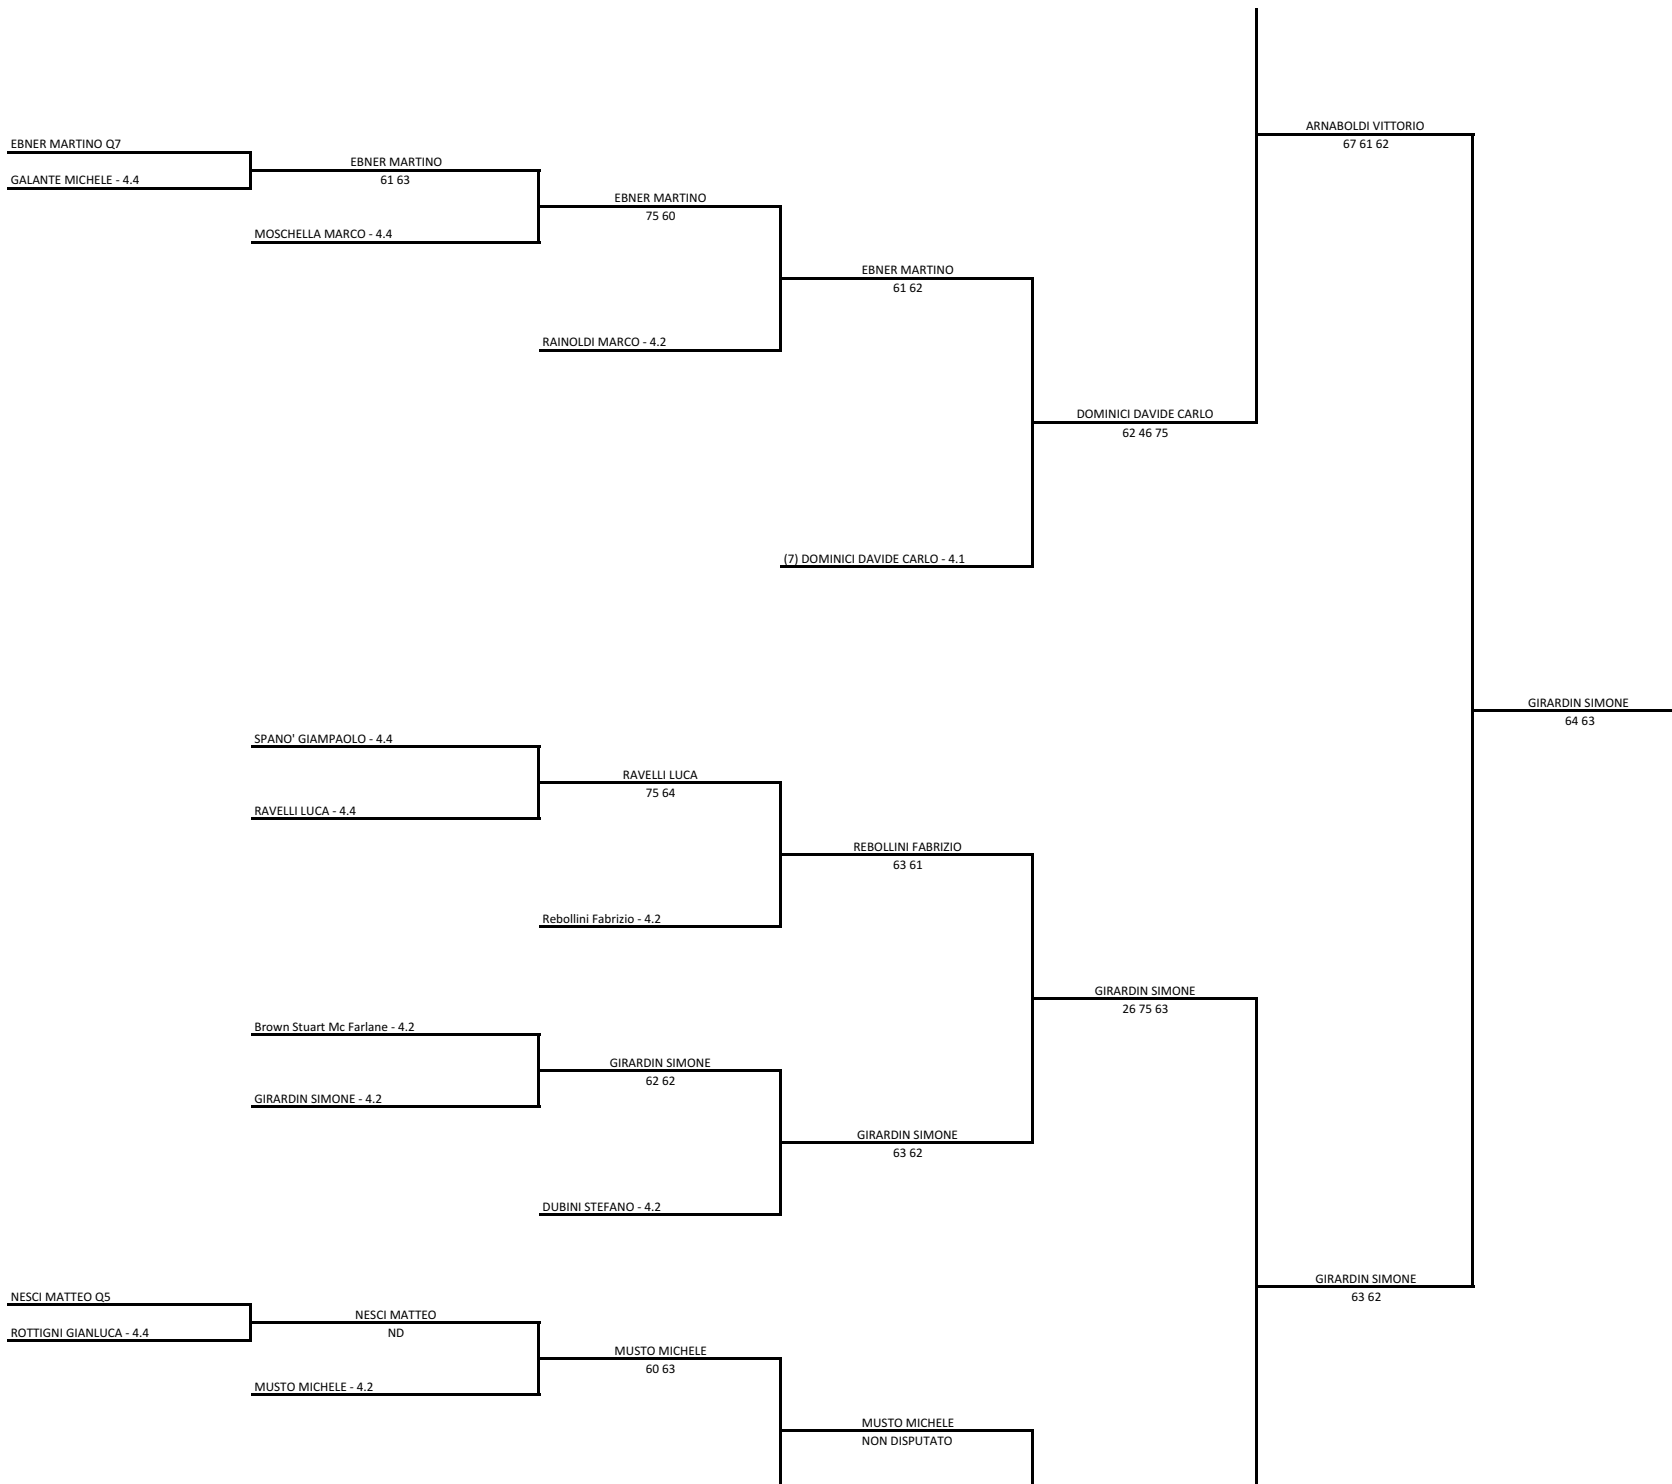 ARNABOLDI VITTORIO
67 61 62
EBNER MARTINO Q7
EBNER MARTINO
61 63
GALANTE MICHELE - 4.4
EBNER MARTINO
75 60
MOSCHELLA MARCO - 4.4
EBNER MARTINO
61 62
RAINOLDI MARCO - 4.2
DOMINICI DAVIDE CARLO
62 46 75
(7) DOMINICI DAVIDE CARLO - 4.1
GIRARDIN SIMONE
64 63
SPANO' GIAMPAOLO - 4.4
RAVELLI LUCA
75 64
RAVELLI LUCA - 4.4
REBOLLINI FABRIZIO
63 61
Rebollini Fabrizio - 4.2
GIRARDIN SIMONE
26 75 63
Brown Stuart Mc Farlane - 4.2
GIRARDIN SIMONE
62 62
GIRARDIN SIMONE - 4.2
GIRARDIN SIMONE
63 62
DUBINI STEFANO - 4.2
GIRARDIN SIMONE
63 62
NESCI MATTEO Q5
NESCI MATTEO
ND
ROTTIGNI GIANLUCA - 4.4
MUSTO MICHELE
60 63
MUSTO MICHELE - 4.2
MUSTO MICHELE
NON DISPUTATO